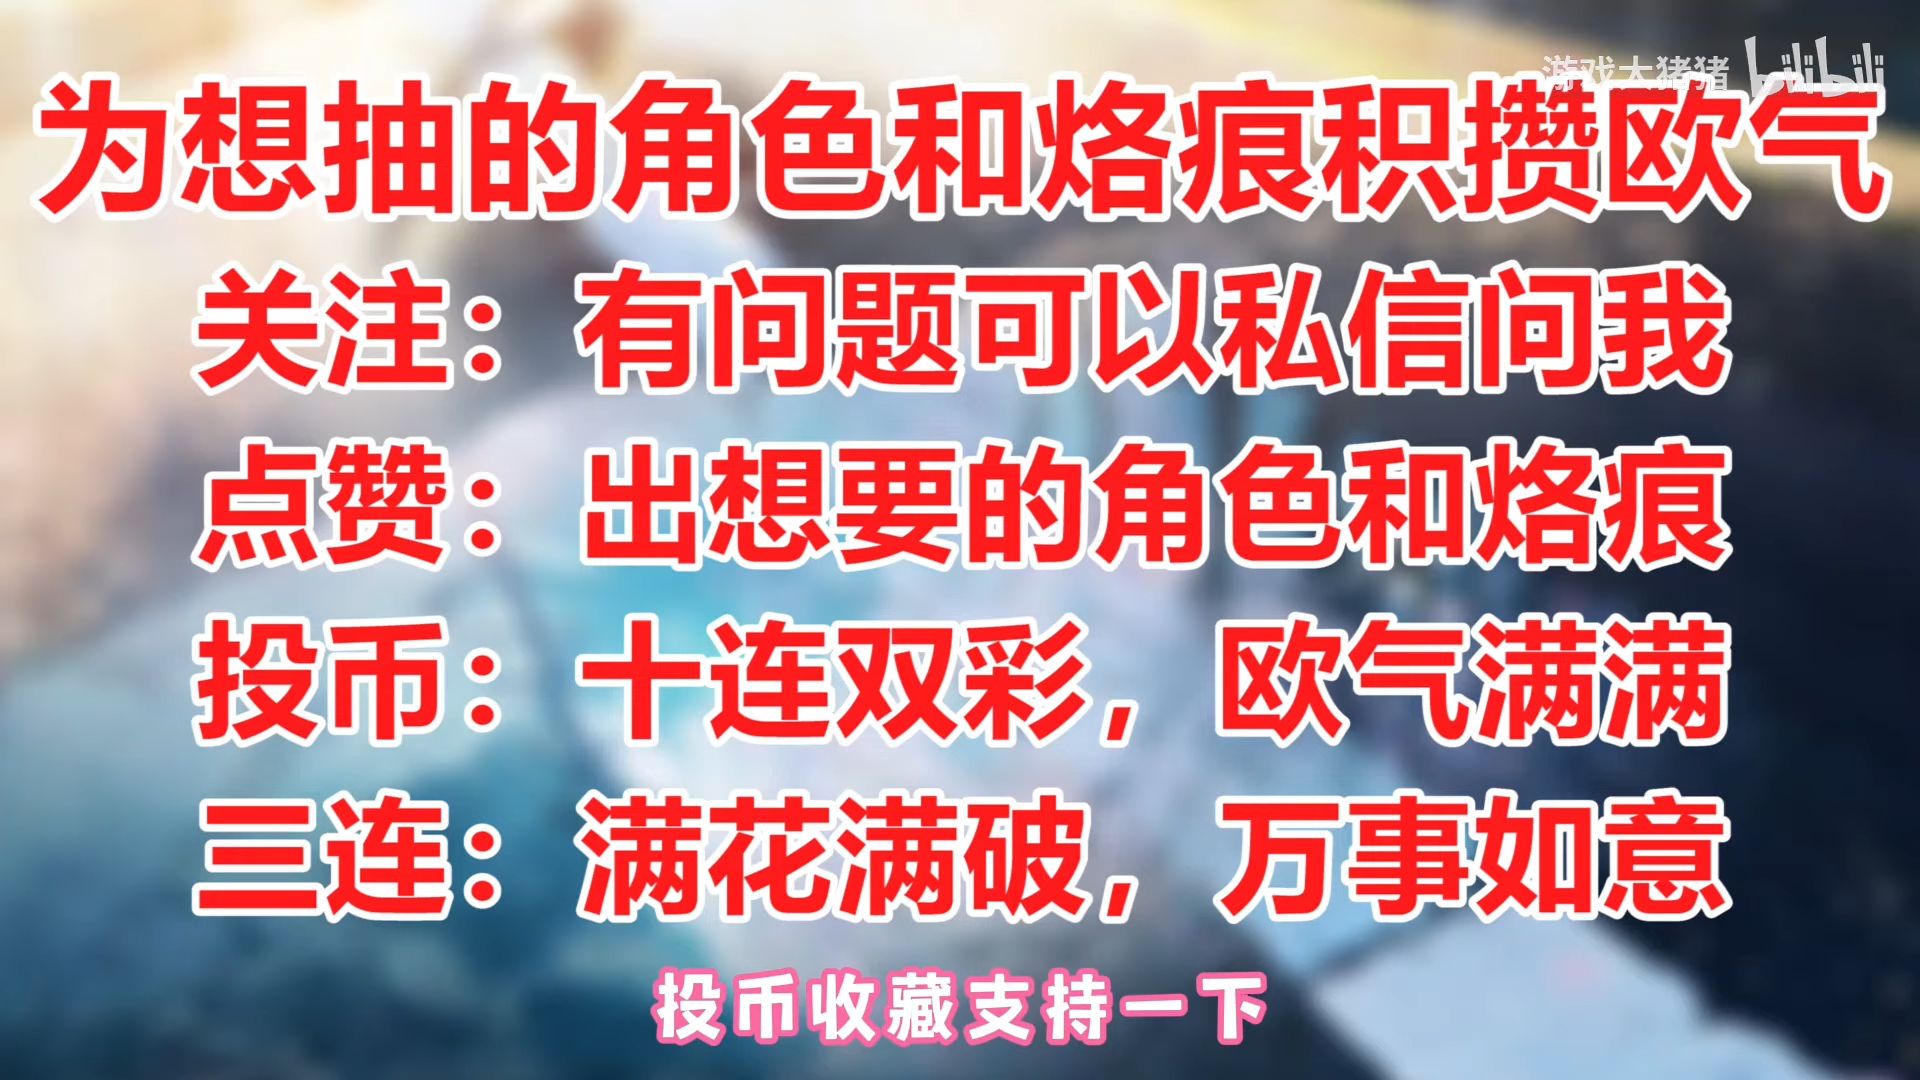 游戏大猪猪 bilibili
为想抽的角色和烙痕积攒欧气
关注：有问题可以私信问我
点赞：出想要的角色和烙痕
投币：十连双彩，欧气满满
三连：满花满破，万事如意
投币收藏支持一下